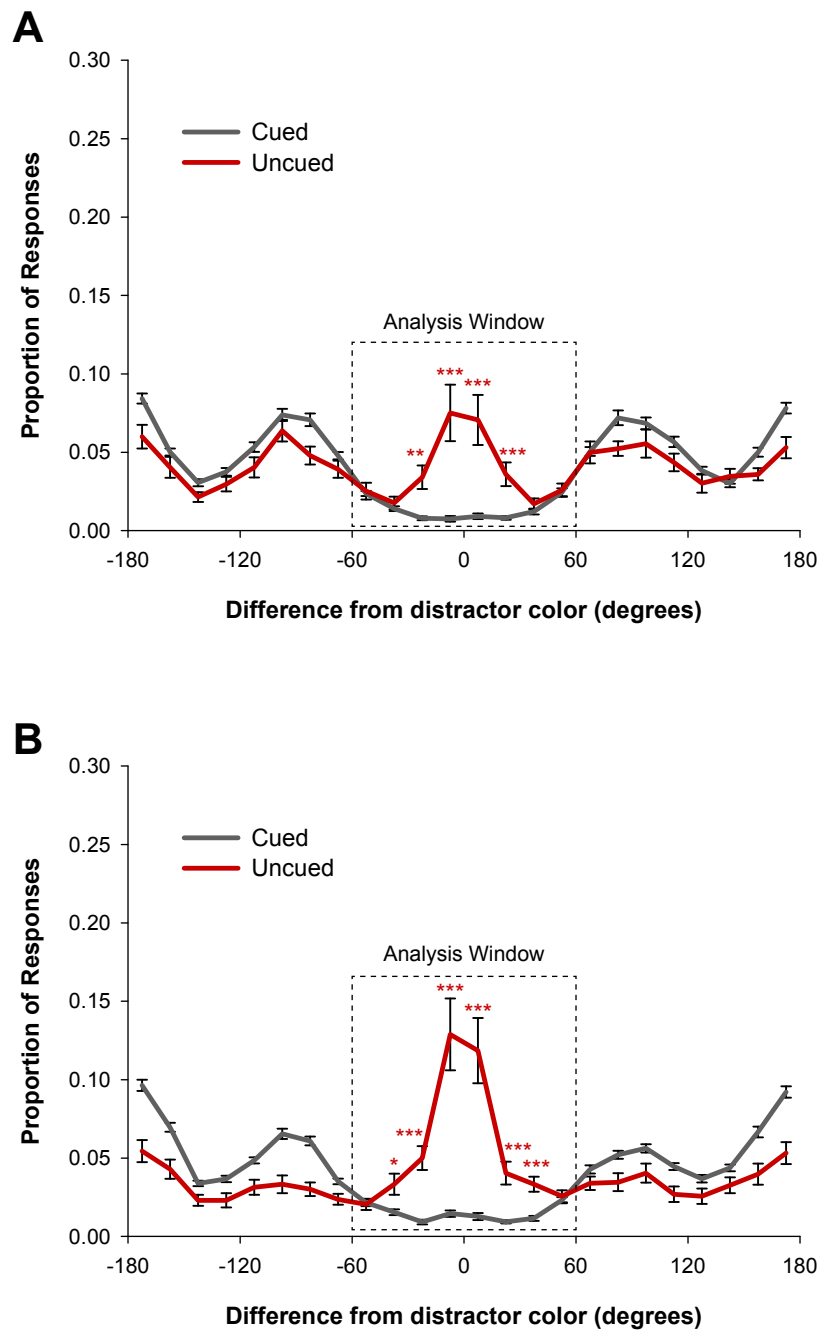 A
0.30
0.25
0.20
0.15
0.10
0.05
0.00
Proportion of Responses
Cued
Uncued
Analysis Window
*** ***
** ***
-180 -120 -60 0 60 120 180
Difference from distractor color (degrees)
B
0.30
0.25
0.20
0.15
0.10
0.05
0.00
Proportion of Responses
Cued
Uncued
Analysis Window
*** ***
*** ***
* ***
-180 -120 -60 0 60 120 180
Difference from distractor color (degrees)